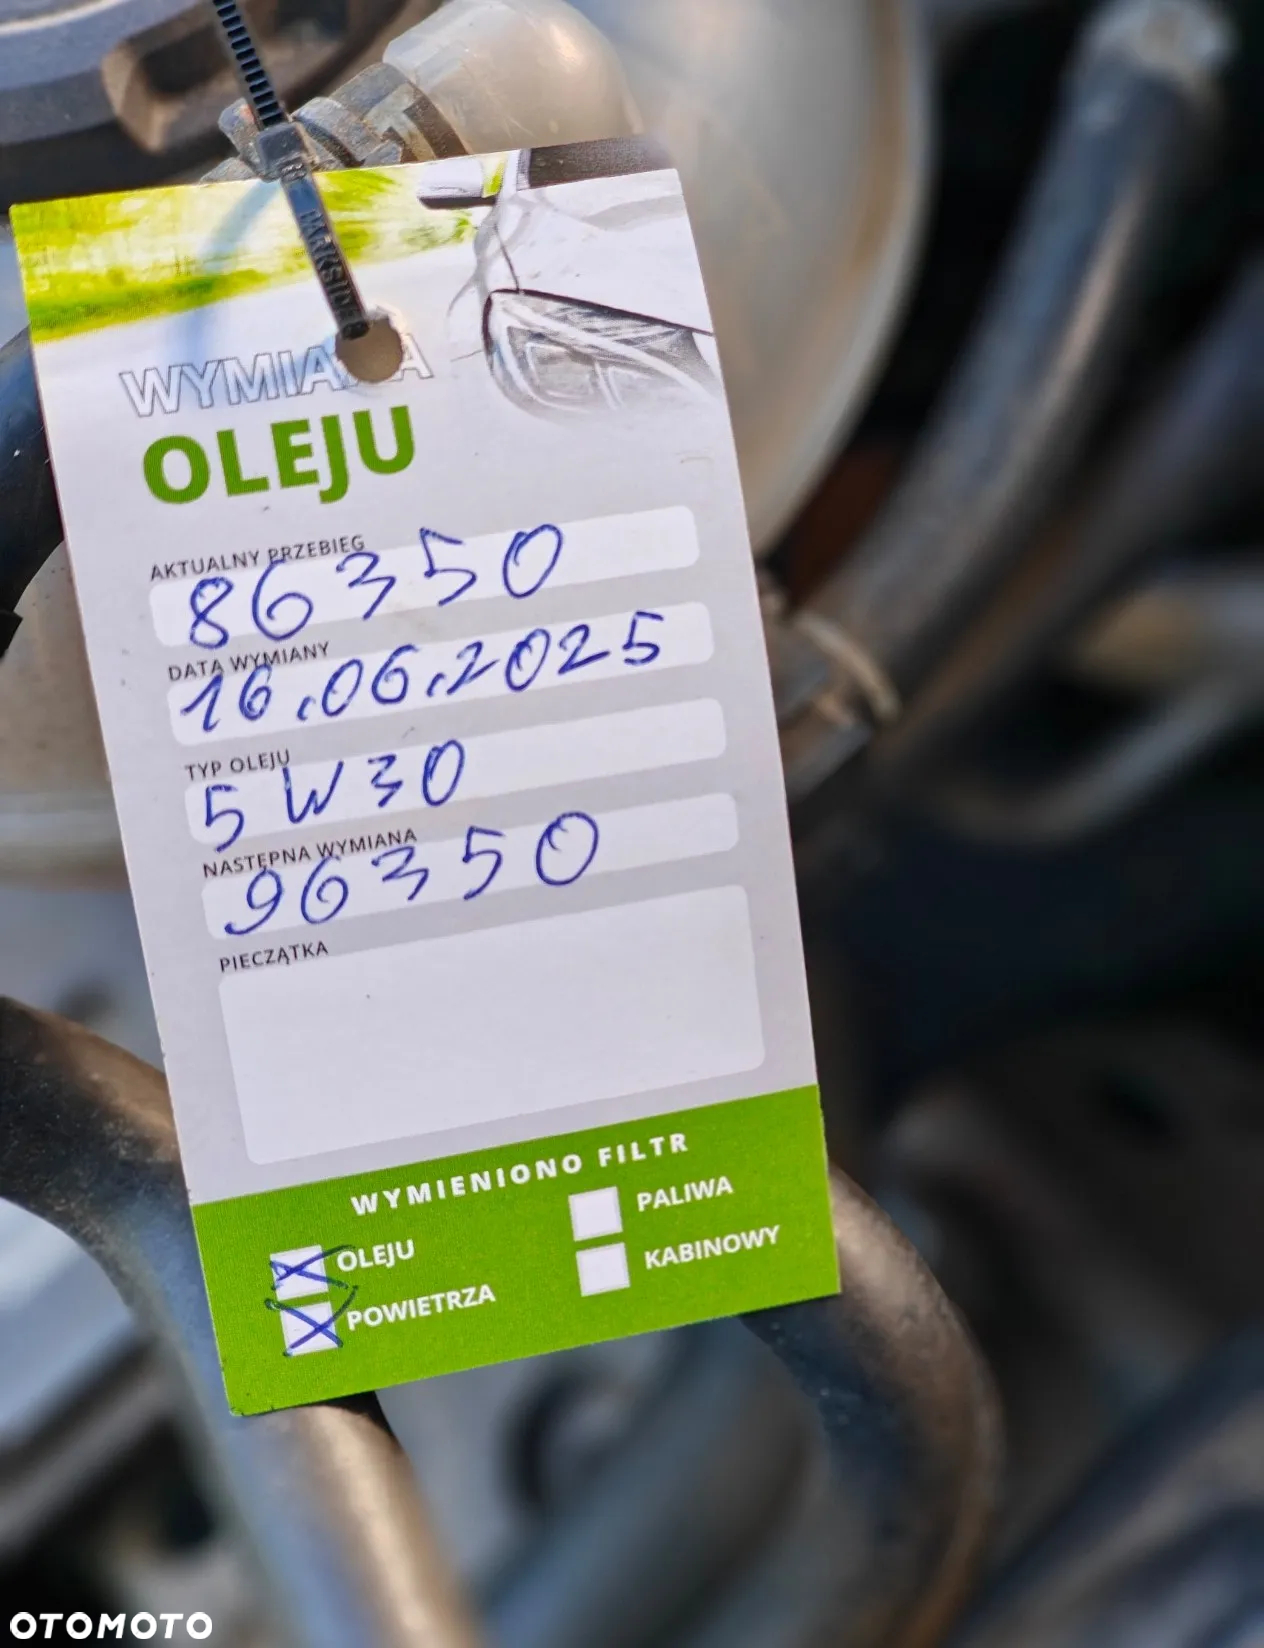 PARKSIDE
WYMIANA
OLEJU
AKTUALNY PRZEBIEG
86350
DATA WYMIANY
16.06.2025
TYP OLEJU
5W30
NASTĘPNA WYMIANA
96350
PIECZĄTKA
WYMIENIONO FILTR
OLEJU
PALIWA
POWIETRZA
KABINOWY
OTOMOTO